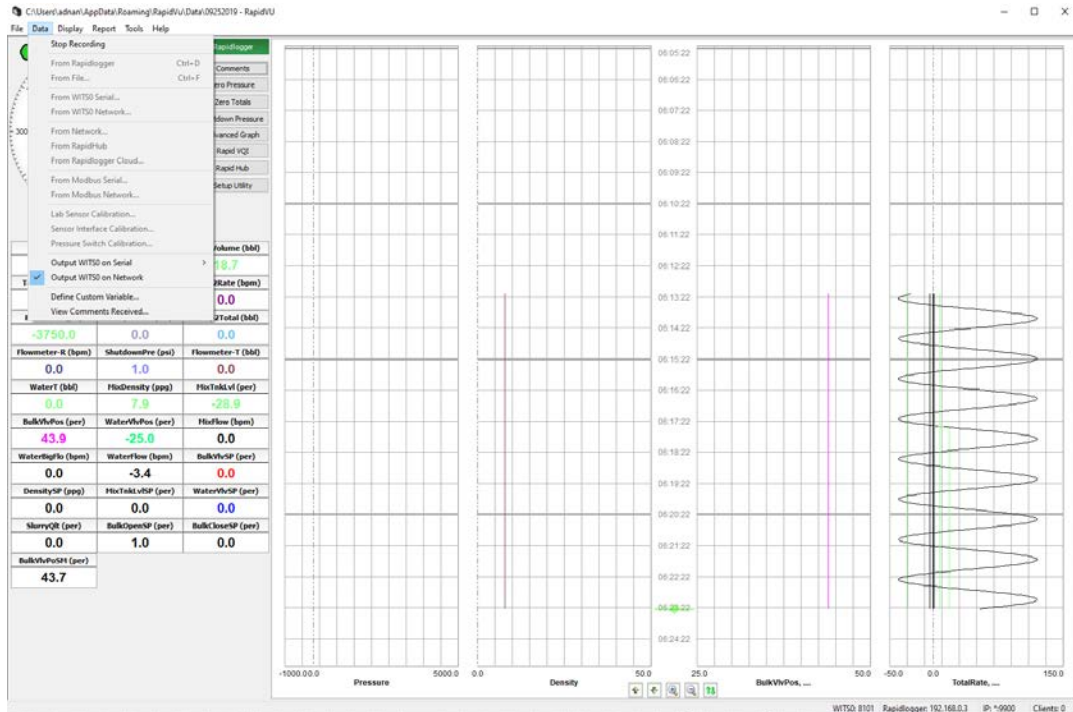 C:\Users\adnan\AppData\Roaming\RapidVu\Data\09252019 - RapidVU
File Data Display Report Tools Help
Stop Recording
From Rapidlogger Ctrl+D
From File... Ctrl+F
From WITS0 Serial...
From WITS0 Network...
From Network...
From RapidHub
From Rapidlogger Cloud...
From Modbus Serial...
From Modbus Network...
Lab Sensor Calibration...
Sensor Interface Calibration...
Pressure Switch Calibration...
Output WITS0 on Serial >
Output WITS0 on Network
Define Custom Variable...
View Comments Received...
Rapidlogger
Comments
Zero Totals
Rapid VQI
Rapid Hub
300
(bbl)
(bpm)
0.0
(bbl)
-3750.0 0.0 0.0
Flowmeter-R (bpm) ShutdownPre (psi) Flowmeter-T (bbl)
0.0 1.0 0.0
WaterT (bbl) MixDensity (ppg) MixTnkLvl (per)
0.0 7.9 -28.9
BulkVlvPos (per) WaterVlvPos (per) MixFlow (bpm)
43.9 -25.0 0.0
WaterBigFlo (bpm) WaterFlow (bpm) BulkVlvSP (per)
0.0 -3.4 0.0
DensitySP (ppg) MixTnkLvlSP (per) WaterVlvSP (per)
0.0 0.0 0.0
SlurryQlt (per) BulkOpenSP (per) BulkCloseSP (per)
0.0 1.0 0.0
BulkVlvPoSM (per)
43.7
06:05:22
06:06:22
06:07:22
06:08:22
06:09:22
06:10:22
06:11:22
06:12:22
06:13:22
06:14:22
06:15:22
06:16:22
06:17:22
06:18:22
06:19:22
06:20:22
06:21:22
06:22:22
06:23:22
06:24:22
-1000.0 0.0 5000.0 0.0 50.0 25.0 50.0 -50.0 0.0 150.0
Pressure Density BulkVlvPos, ... TotalRate, ...
WITS0: 8101 Rapidlogger: 192.168.0.3 IP: *:9900 Clients: 0